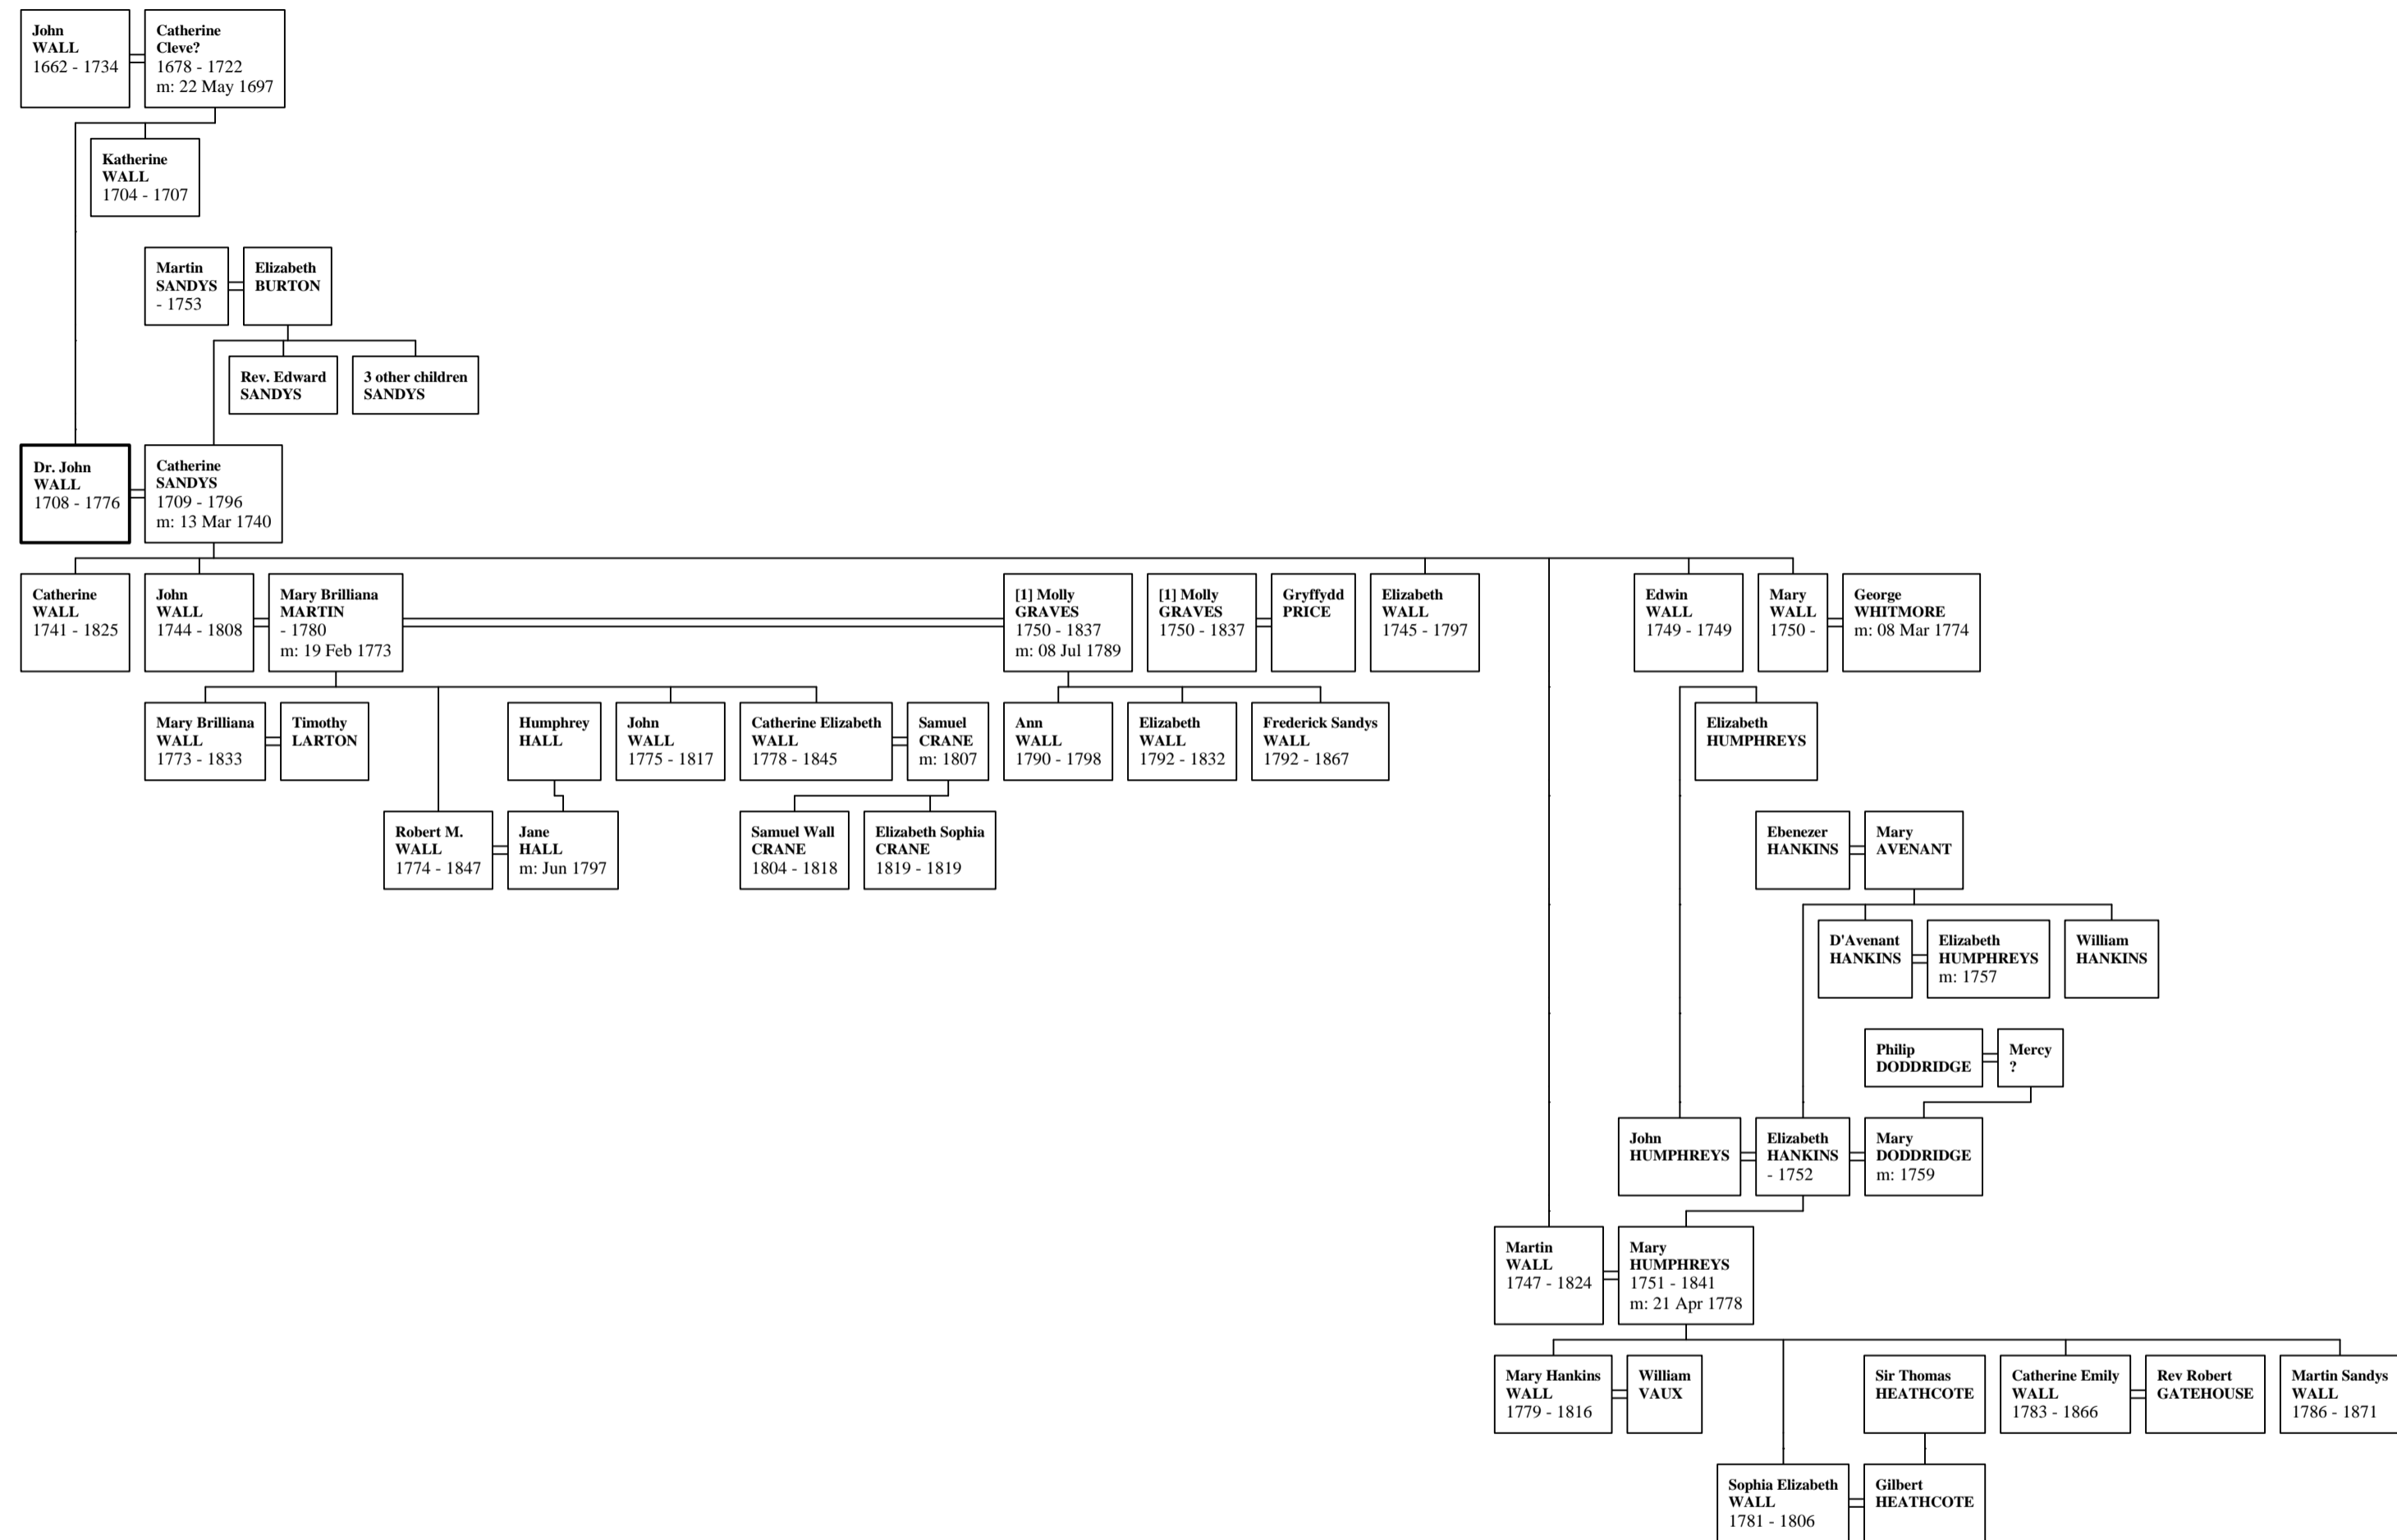 John
WALL
1662 - 1734
Catherine
Cleve?
1678 - 1722
m: 22 May 1697
Katherine
WALL
1704 - 1707
Martin
SANDYS
- 1753
Elizabeth
BURTON
Rev. Edward
SANDYS
3 other children
SANDYS
Dr. John
WALL
1708 - 1776
Catherine
SANDYS
1709 - 1796
m: 13 Mar 1740
Catherine
WALL
1741 - 1825
John
WALL
1744 - 1808
Mary Brilliana
MARTIN
- 1780
m: 19 Feb 1773
[1] Molly
GRAVES
1750 - 1837
m: 08 Jul 1789
[1] Molly
GRAVES
1750 - 1837
Gryffydd
PRICE
Elizabeth
WALL
1745 - 1797
Edwin
WALL
1749 - 1749
Mary
WALL
1750 -
George
WHITMORE
m: 08 Mar 1774
Mary Brilliana
WALL
1773 - 1833
Timothy
LARTON
Humphrey
HALL
John
WALL
1775 - 1817
Catherine Elizabeth
WALL
1778 - 1845
Samuel
CRANE
m: 1807
Ann
WALL
1790 - 1798
Elizabeth
WALL
1792 - 1832
Frederick Sandys
WALL
1792 - 1867
Elizabeth
HUMPHREYS
Robert M.
WALL
1774 - 1847
Jane
HALL
m: Jun 1797
Samuel Wall
CRANE
1804 - 1818
Elizabeth Sophia
CRANE
1819 - 1819
Ebenezer
HANKINS
Mary
AVENANT
D'Avenant
HANKINS
Elizabeth
HUMPHREYS
m: 1757
William
HANKINS
Philip
DODDRIDGE
Mercy
?
John
HUMPHREYS
Elizabeth
HANKINS
- 1752
Mary
DODDRIDGE
m: 1759
Martin
WALL
1747 - 1824
Mary
HUMPHREYS
1751 - 1841
m: 21 Apr 1778
Mary Hankins
WALL
1779 - 1816
William
VAUX
Sir Thomas
HEATHCOTE
Catherine Emily
WALL
1783 - 1866
Rev Robert
GATEHOUSE
Martin Sandys
WALL
1786 - 1871
Sophia Elizabeth
WALL
1781 - 1806
Gilbert
HEATHCOTE